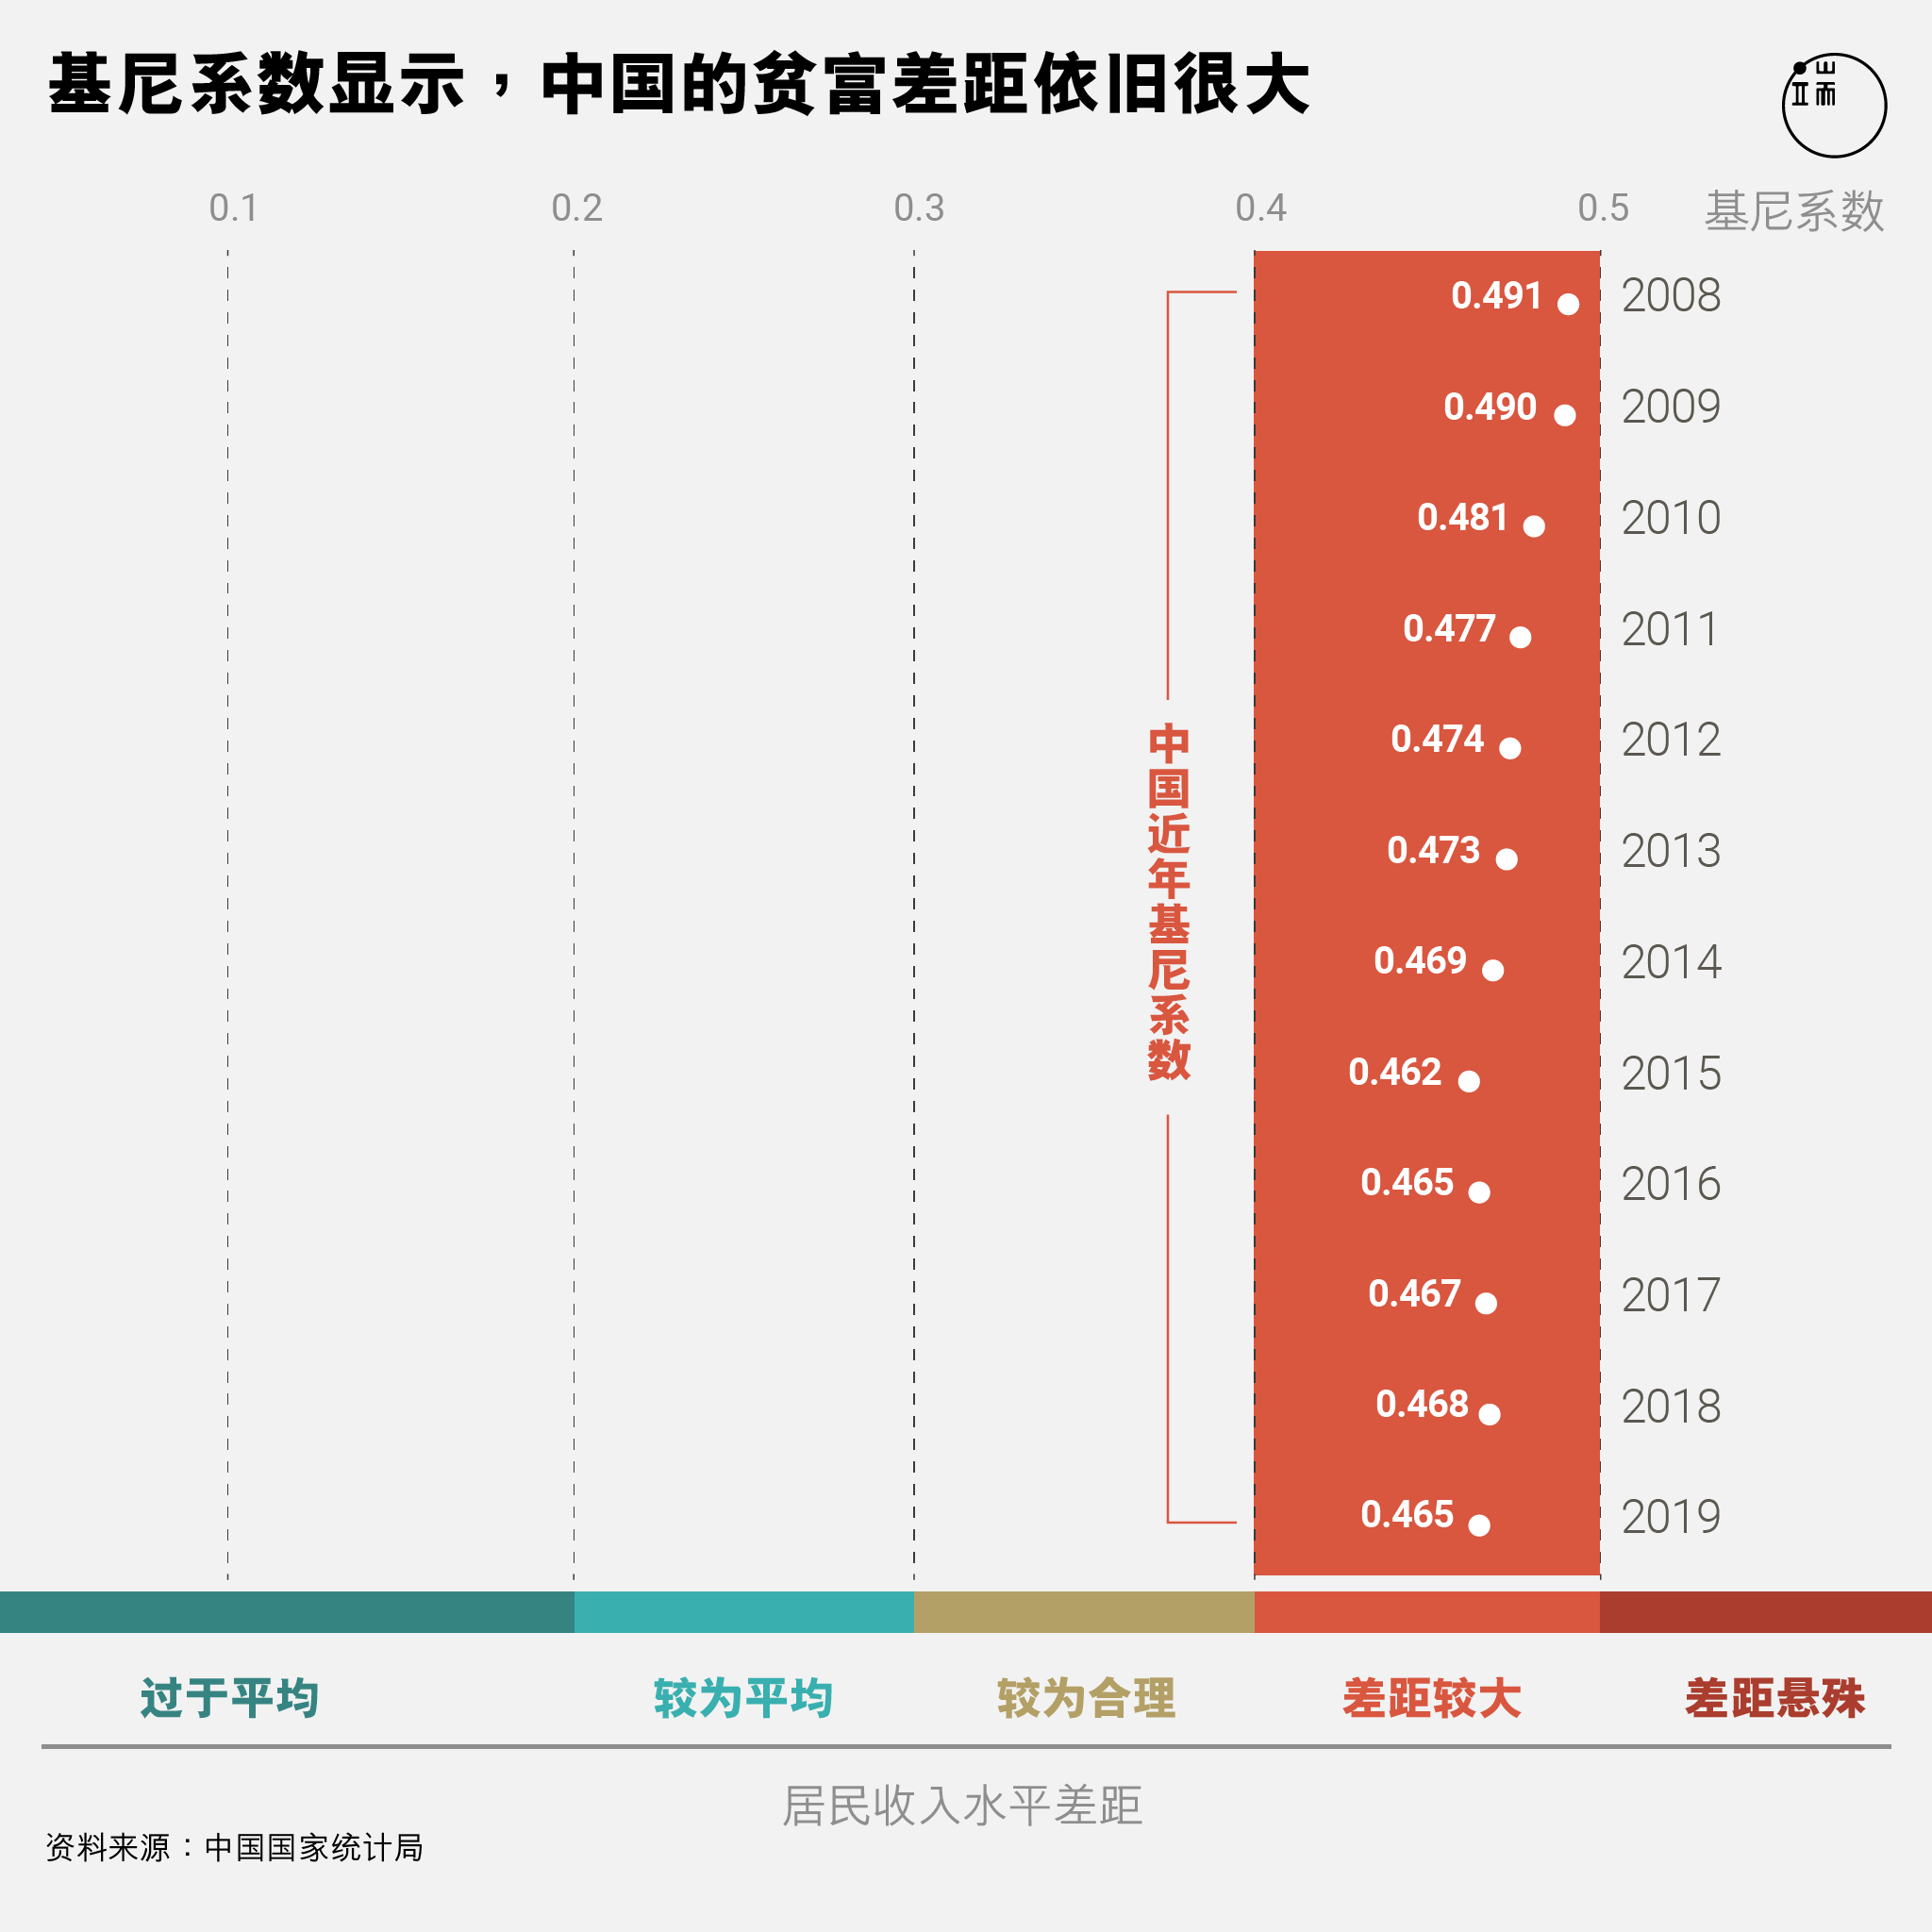 基尼系数显示，中国的贫富差距依旧很大
端
0.1 0.2 0.3 0.4 0.5 基尼系数
0.491 2008
0.490 2009
0.481 2010
0.477 2011
0.474 2012
0.473 2013
0.469 2014
0.462 2015
0.465 2016
0.467 2017
0.468 2018
0.465 2019
中国近年基尼系数
过于平均 较为平均 较为合理 差距较大 差距悬殊
居民收入水平差距
资料来源：中国国家统计局